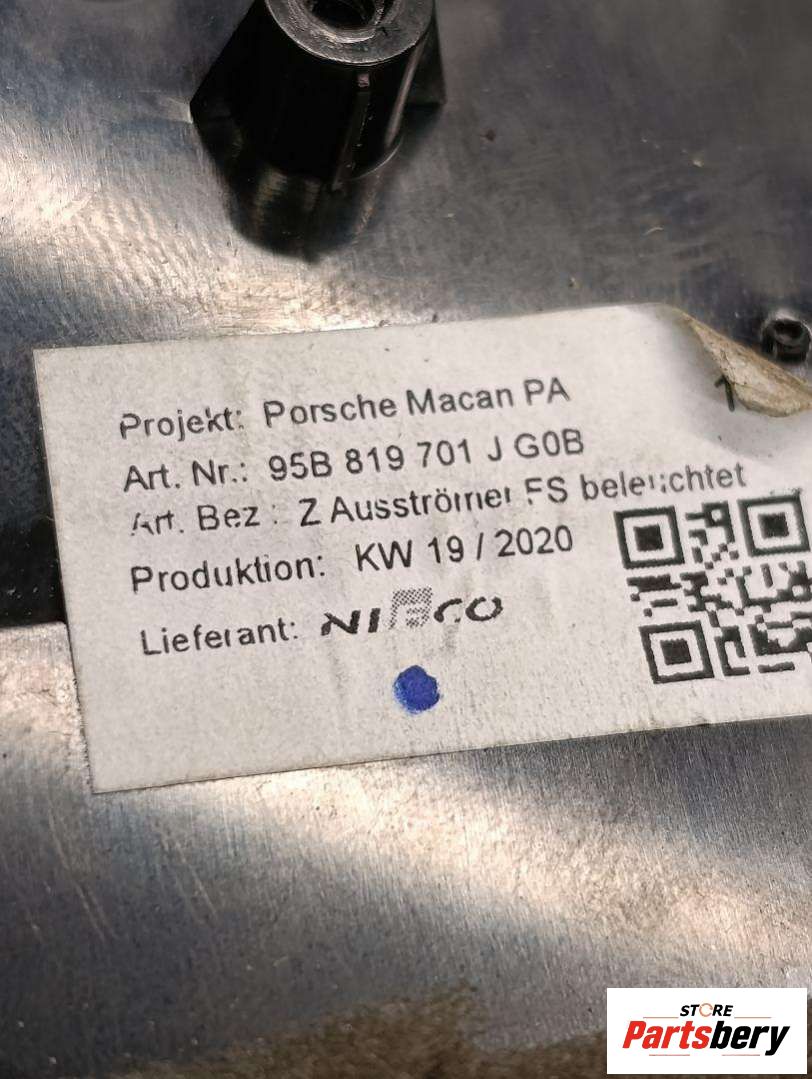 Projekt: Porsche Macan PA
Art. Nr.: 95B 819 701 J G0B
Art. Bez.: Z Ausströmer FS beleuchtet
Produktion: KW 19 / 2020
Lieferant:
1
STORE
Partsbery